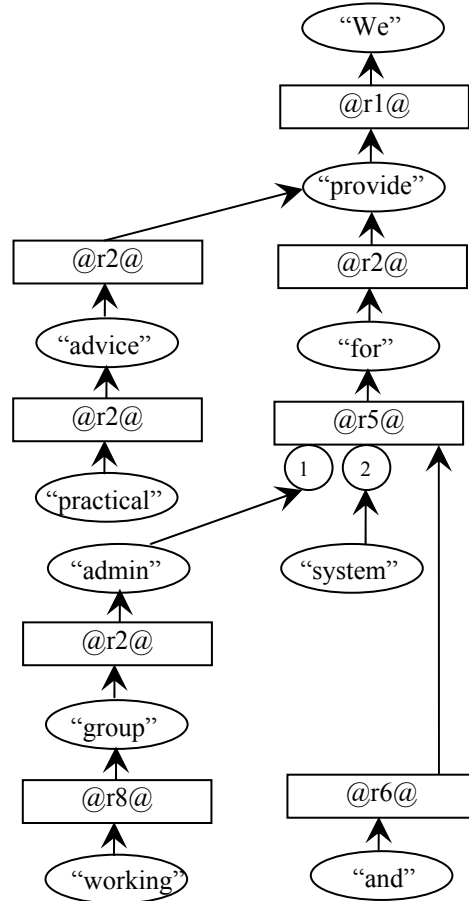 “We”
@r1@
“provide”
@r2@
@r2@
“advice”
“for”
@r2@
@r5@
1
2
“practical”
“admin”
“system”
@r2@
“group”
@r8@
@r6@
“working”
“and”